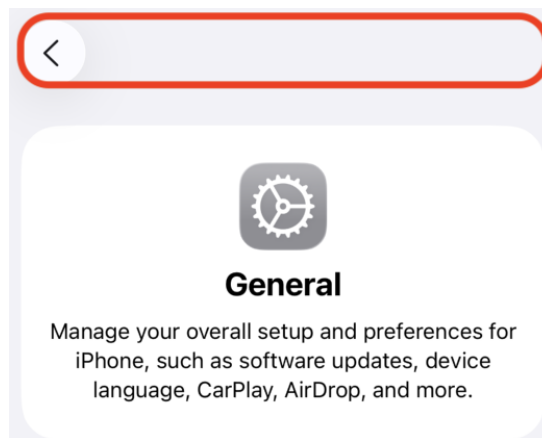 General
Manage your overall setup and preferences for
iPhone, such as software updates, device
language, CarPlay, AirDrop, and more.